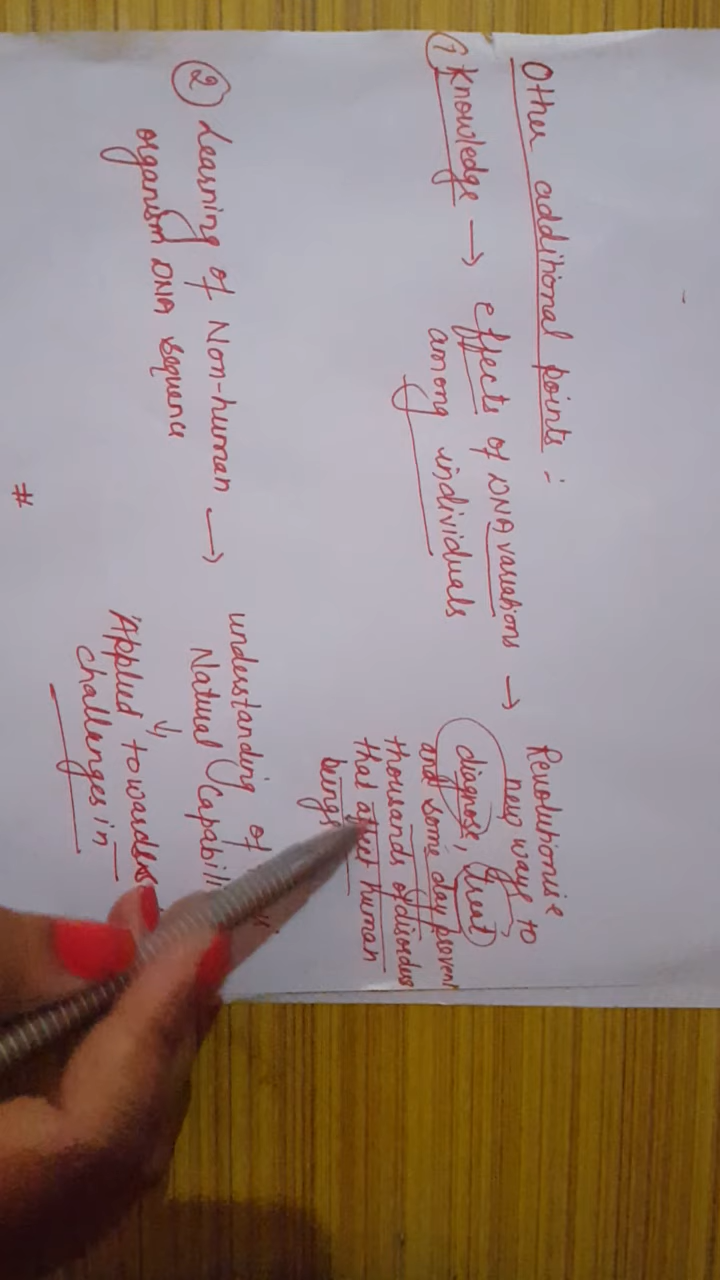 Other additional points :-
① Knowledge → effects of DNA variations →
among individuals
Revolutionise
new ways to
diagnose, treat
and some day prevent
thousands of disorders
that affect human
beings
② Learning of Non-human →
organism DNA sequence
understanding of
Natural
Applied towardes
challenges in
#